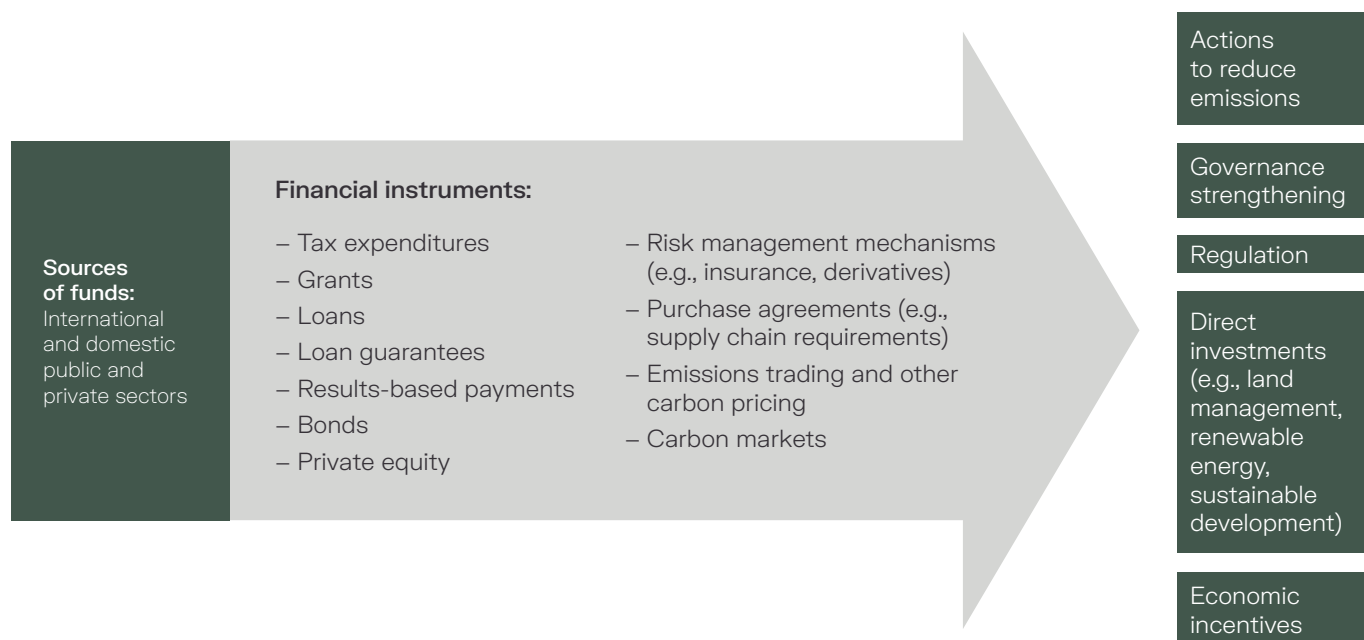 Sources
of funds:
International
and domestic
public and
private sectors
Financial instruments:
– Tax expenditures
– Grants
– Loans
– Loan guarantees
– Results-based payments
– Bonds
– Private equity
– Risk management mechanisms
(e.g., insurance, derivatives)
– Purchase agreements (e.g.,
supply chain requirements)
– Emissions trading and other
carbon pricing
– Carbon markets
Actions
to reduce
emissions
Governance
strengthening
Regulation
Direct
investments
(e.g., land
management,
renewable
energy,
sustainable
development)
Economic
incentives